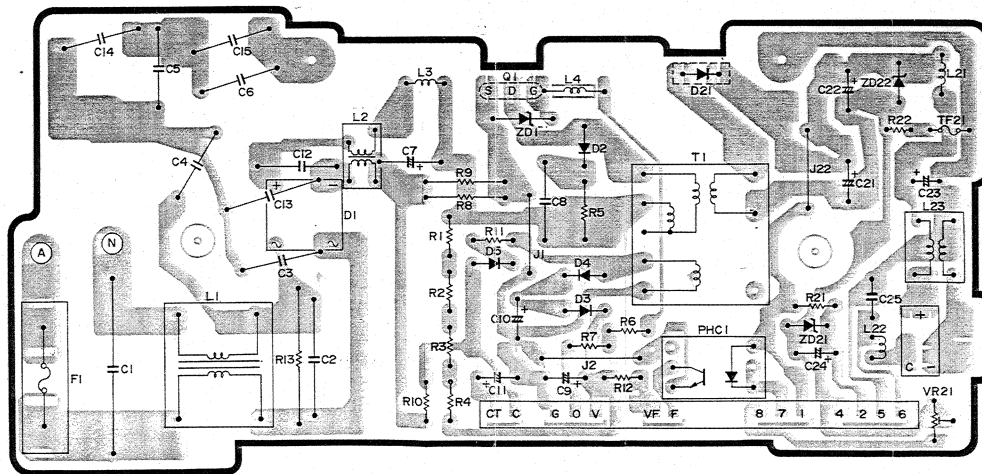 C14
C5
C15
C6
L3
Q1
S D G
L4
D21
C22
ZD22
L21
ZD1
D2
R22
TF21
L2
C7
C4
C12
C13
D1
R9
R8
C8
R5
T1
J22
C21
C23
L23
A
N
C3
R1
R11
D5
J1
D4
R2
D3
C10
R6
R7
R21
ZD21
C25
L22
C24
L1
R3
J2
PHC1
F1
C1
R13
C2
R10
R4
C11
C9
R12
C
VR21
CT C G O V VF F 8 7 1 4 2 5 6